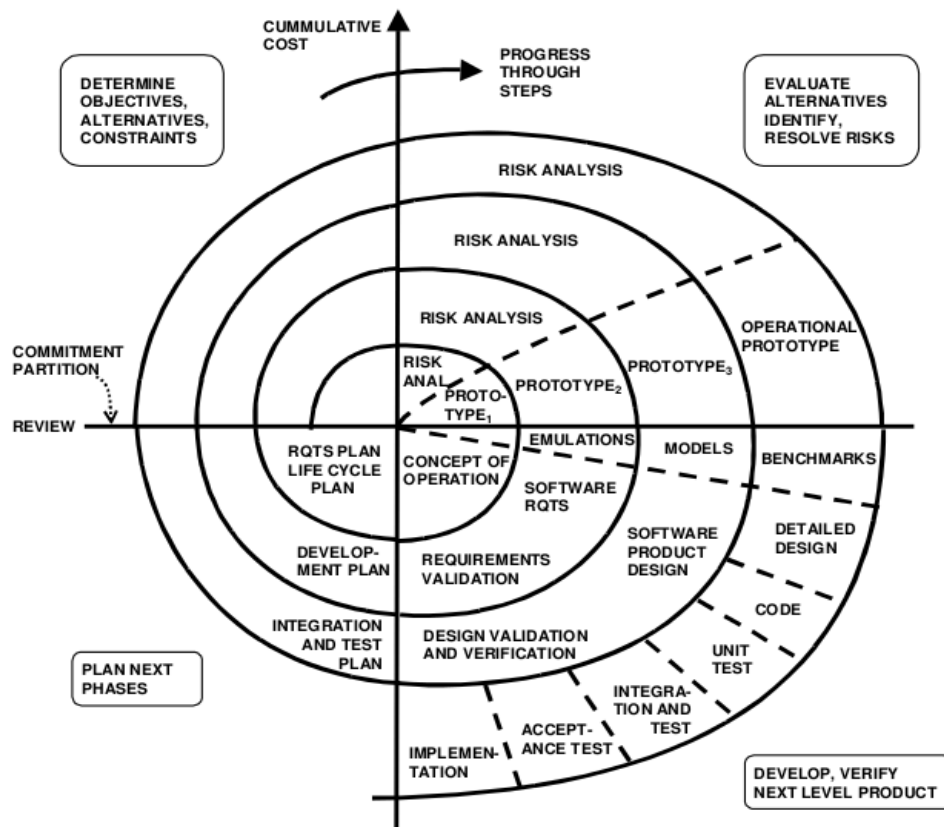 CUMMULATIVE
COST
PROGRESS
THROUGH
STEPS
DETERMINE
OBJECTIVES,
ALTERNATIVES,
CONSTRAINTS
EVALUATE
ALTERNATIVES
IDENTIFY,
RESOLVE RISKS
RISK ANALYSIS
RISK ANALYSIS
RISK ANALYSIS
RISK
ANAL.
PROTO-
TYPE1
PROTOTYPE2
PROTOTYPE3
OPERATIONAL
PROTOTYPE
COMMITMENT
PARTITION
REVIEW
RQTS PLAN
LIFE CYCLE
PLAN
CONCEPT OF
OPERATION
EMULATIONS
MODELS
BENCHMARKS
SOFTWARE
RQTS
SOFTWARE
PRODUCT
DESIGN
DETAILED
DESIGN
DEVELOP-
MENT PLAN
REQUIREMENTS
VALIDATION
CODE
UNIT
TEST
INTEGRATION
AND TEST
PLAN
DESIGN VALIDATION
AND VERIFICATION
INTEGRA-
TION AND
TEST
ACCEPT-
ANCE TEST
IMPLEMEN-
TATION
PLAN NEXT
PHASES
DEVELOP, VERIFY
NEXT LEVEL PRODUCT